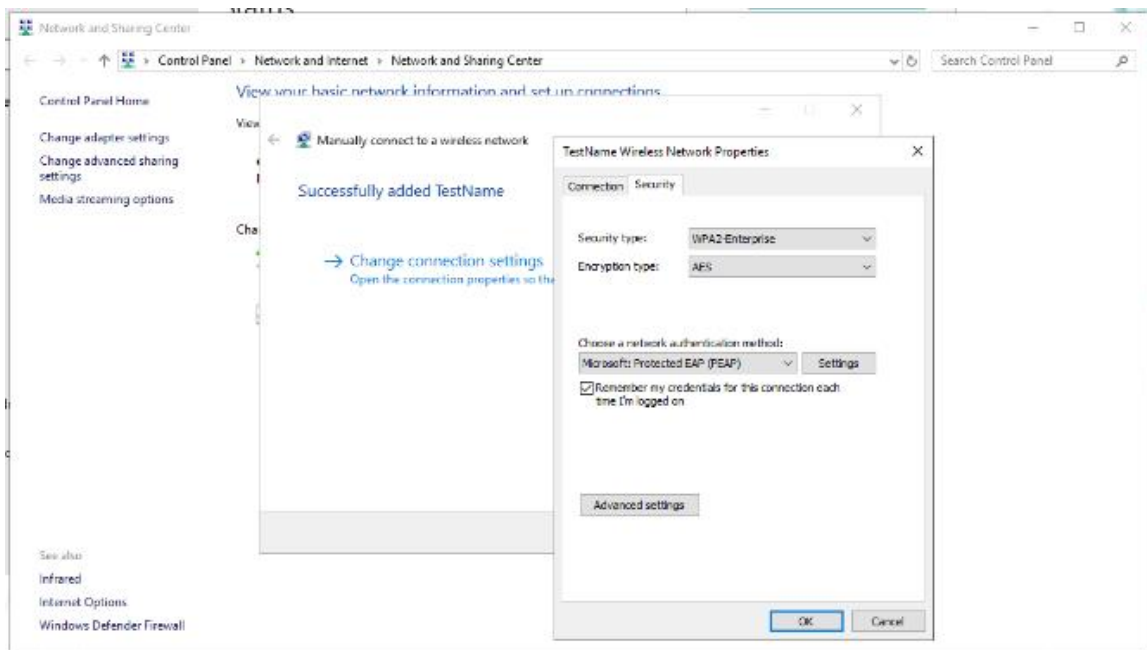 Network and Sharing Center
Control Panel > Network and Internet > Network and Sharing Center
Search Control Panel
Control Panel Home
Change adapter settings
Change advanced sharing
settings
Media streaming options
View your basic network information and set up connections
View
Cha
Manually connect to a wireless network
Successfully added TestName
Change connection settings
Open the connection properties so the
TestName Wireless Network Properties
Connection Security
Security type: WPA2-Enterprise
Encryption type: AES
Choose a network authentication method:
Microsoft: Protected EAP (PEAP) Settings
Remember my credentials for this connection each
time I'm logged on
Advanced settings
OK Cancel
See also
Infrared
Internet Options
Windows Defender Firewall